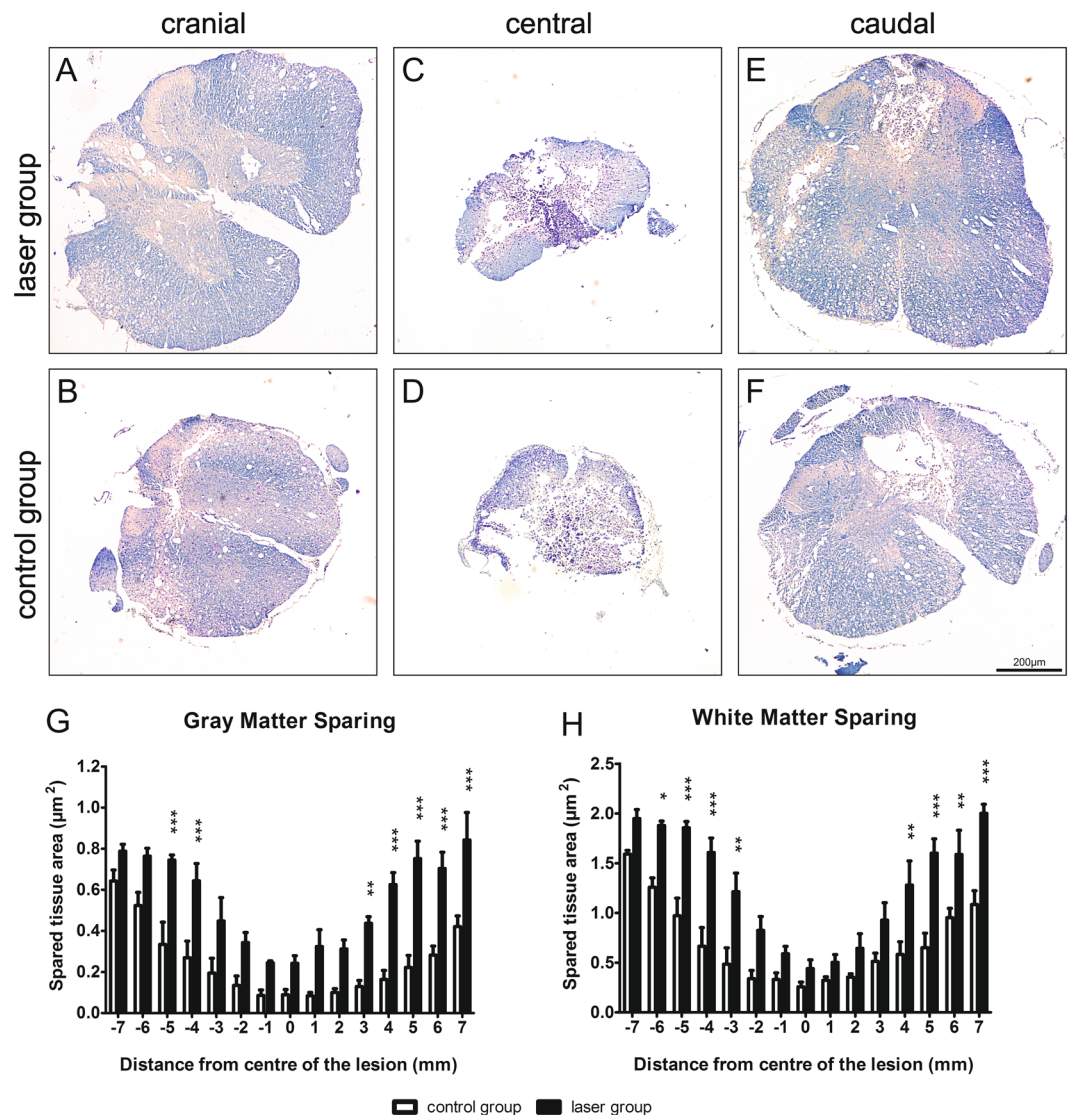 cranial central caudal
laser group
A C E
control group
B D F
200µm
G Gray Matter Sparing
Spared tissue area (µm²)
1.2
1.0
0.8
0.6
0.4
0.2
0.0
*** *** ** *** *** *** ***
-7 -6 -5 -4 -3 -2 -1 0 1 2 3 4 5 6 7
Distance from centre of the lesion (mm)
H White Matter Sparing
Spared tissue area (µm²)
2.5
2.0
1.5
1.0
0.5
0.0
* *** *** ** ** *** ** ***
-7 -6 -5 -4 -3 -2 -1 0 1 2 3 4 5 6 7
Distance from centre of the lesion (mm)
control group laser group